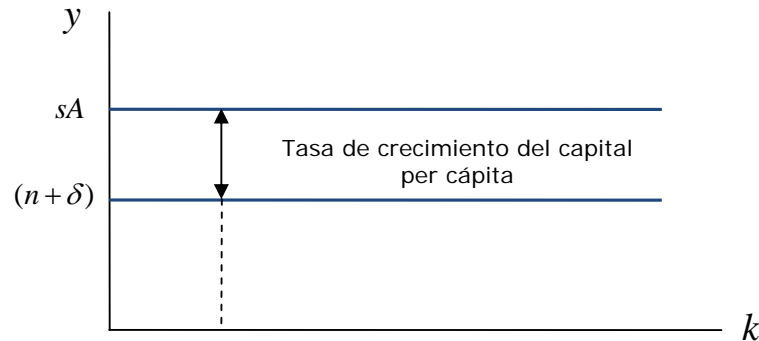 y
sA
Tasa de crecimiento del capital
per cápita
(n + δ)
k